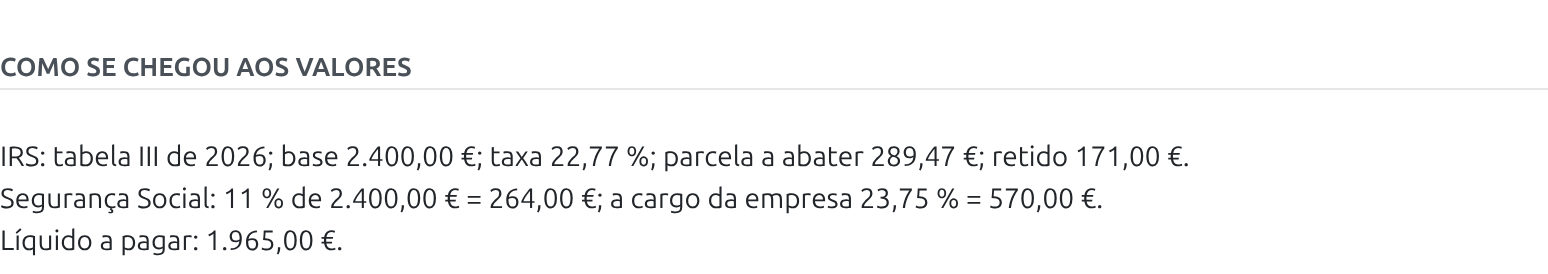 COMO SE CHEGOU AOS VALORES
IRS: tabela III de 2026; base 2.400,00 €; taxa 22,77 %; parcela a abater 289,47 €; retido 171,00 €.
Segurança Social: 11 % de 2.400,00 € = 264,00 €; a cargo da empresa 23,75 % = 570,00 €.
Líquido a pagar: 1.965,00 €.